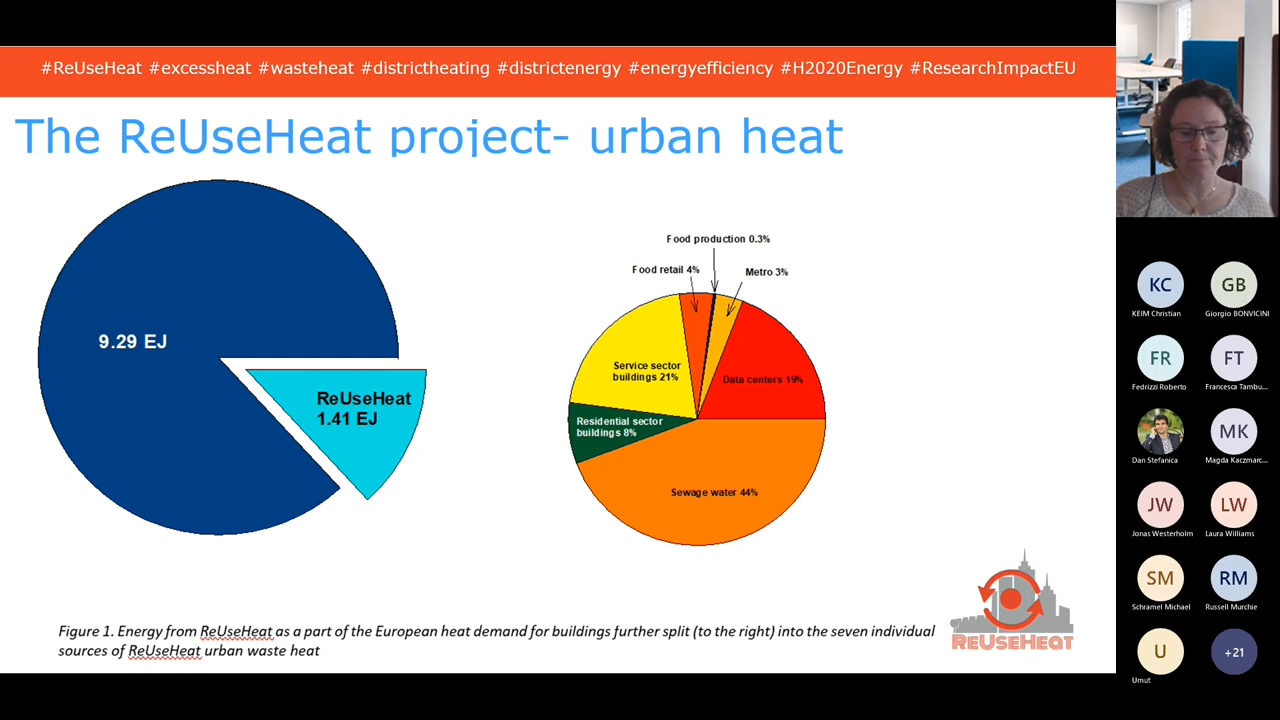 #ReUseHeat #excessheat #wasteheat #districtheating #districtenergy #energyefficiency #H2020Energy #ResearchImpactEU
The ReUseHeat project- urban heat
9.29 EJ
ReUseHeat
1.41 EJ
Food production 0.3%
Food retail 4%
Metro 3%
Service sector
buildings 21%
Data centers 19%
Residential sector
buildings 8%
Sewage water 44%
ReUseHeat
Figure 1. Energy from ReUseHeat as a part of the European heat demand for buildings further split (to the right) into the seven individual
sources of ReUseHeat urban waste heat
KC
KEIM Christian
GB
Giorgio BONVICINI
FR
Fedrizzi Roberto
FT
Francesca Tambu...
Dan Stefanica
MK
Magda Kaczmarc...
JW
Jonas Westerholm
LW
Laura Williams
SM
Schramel Michael
RM
Russell Murchie
U
Umut
+21